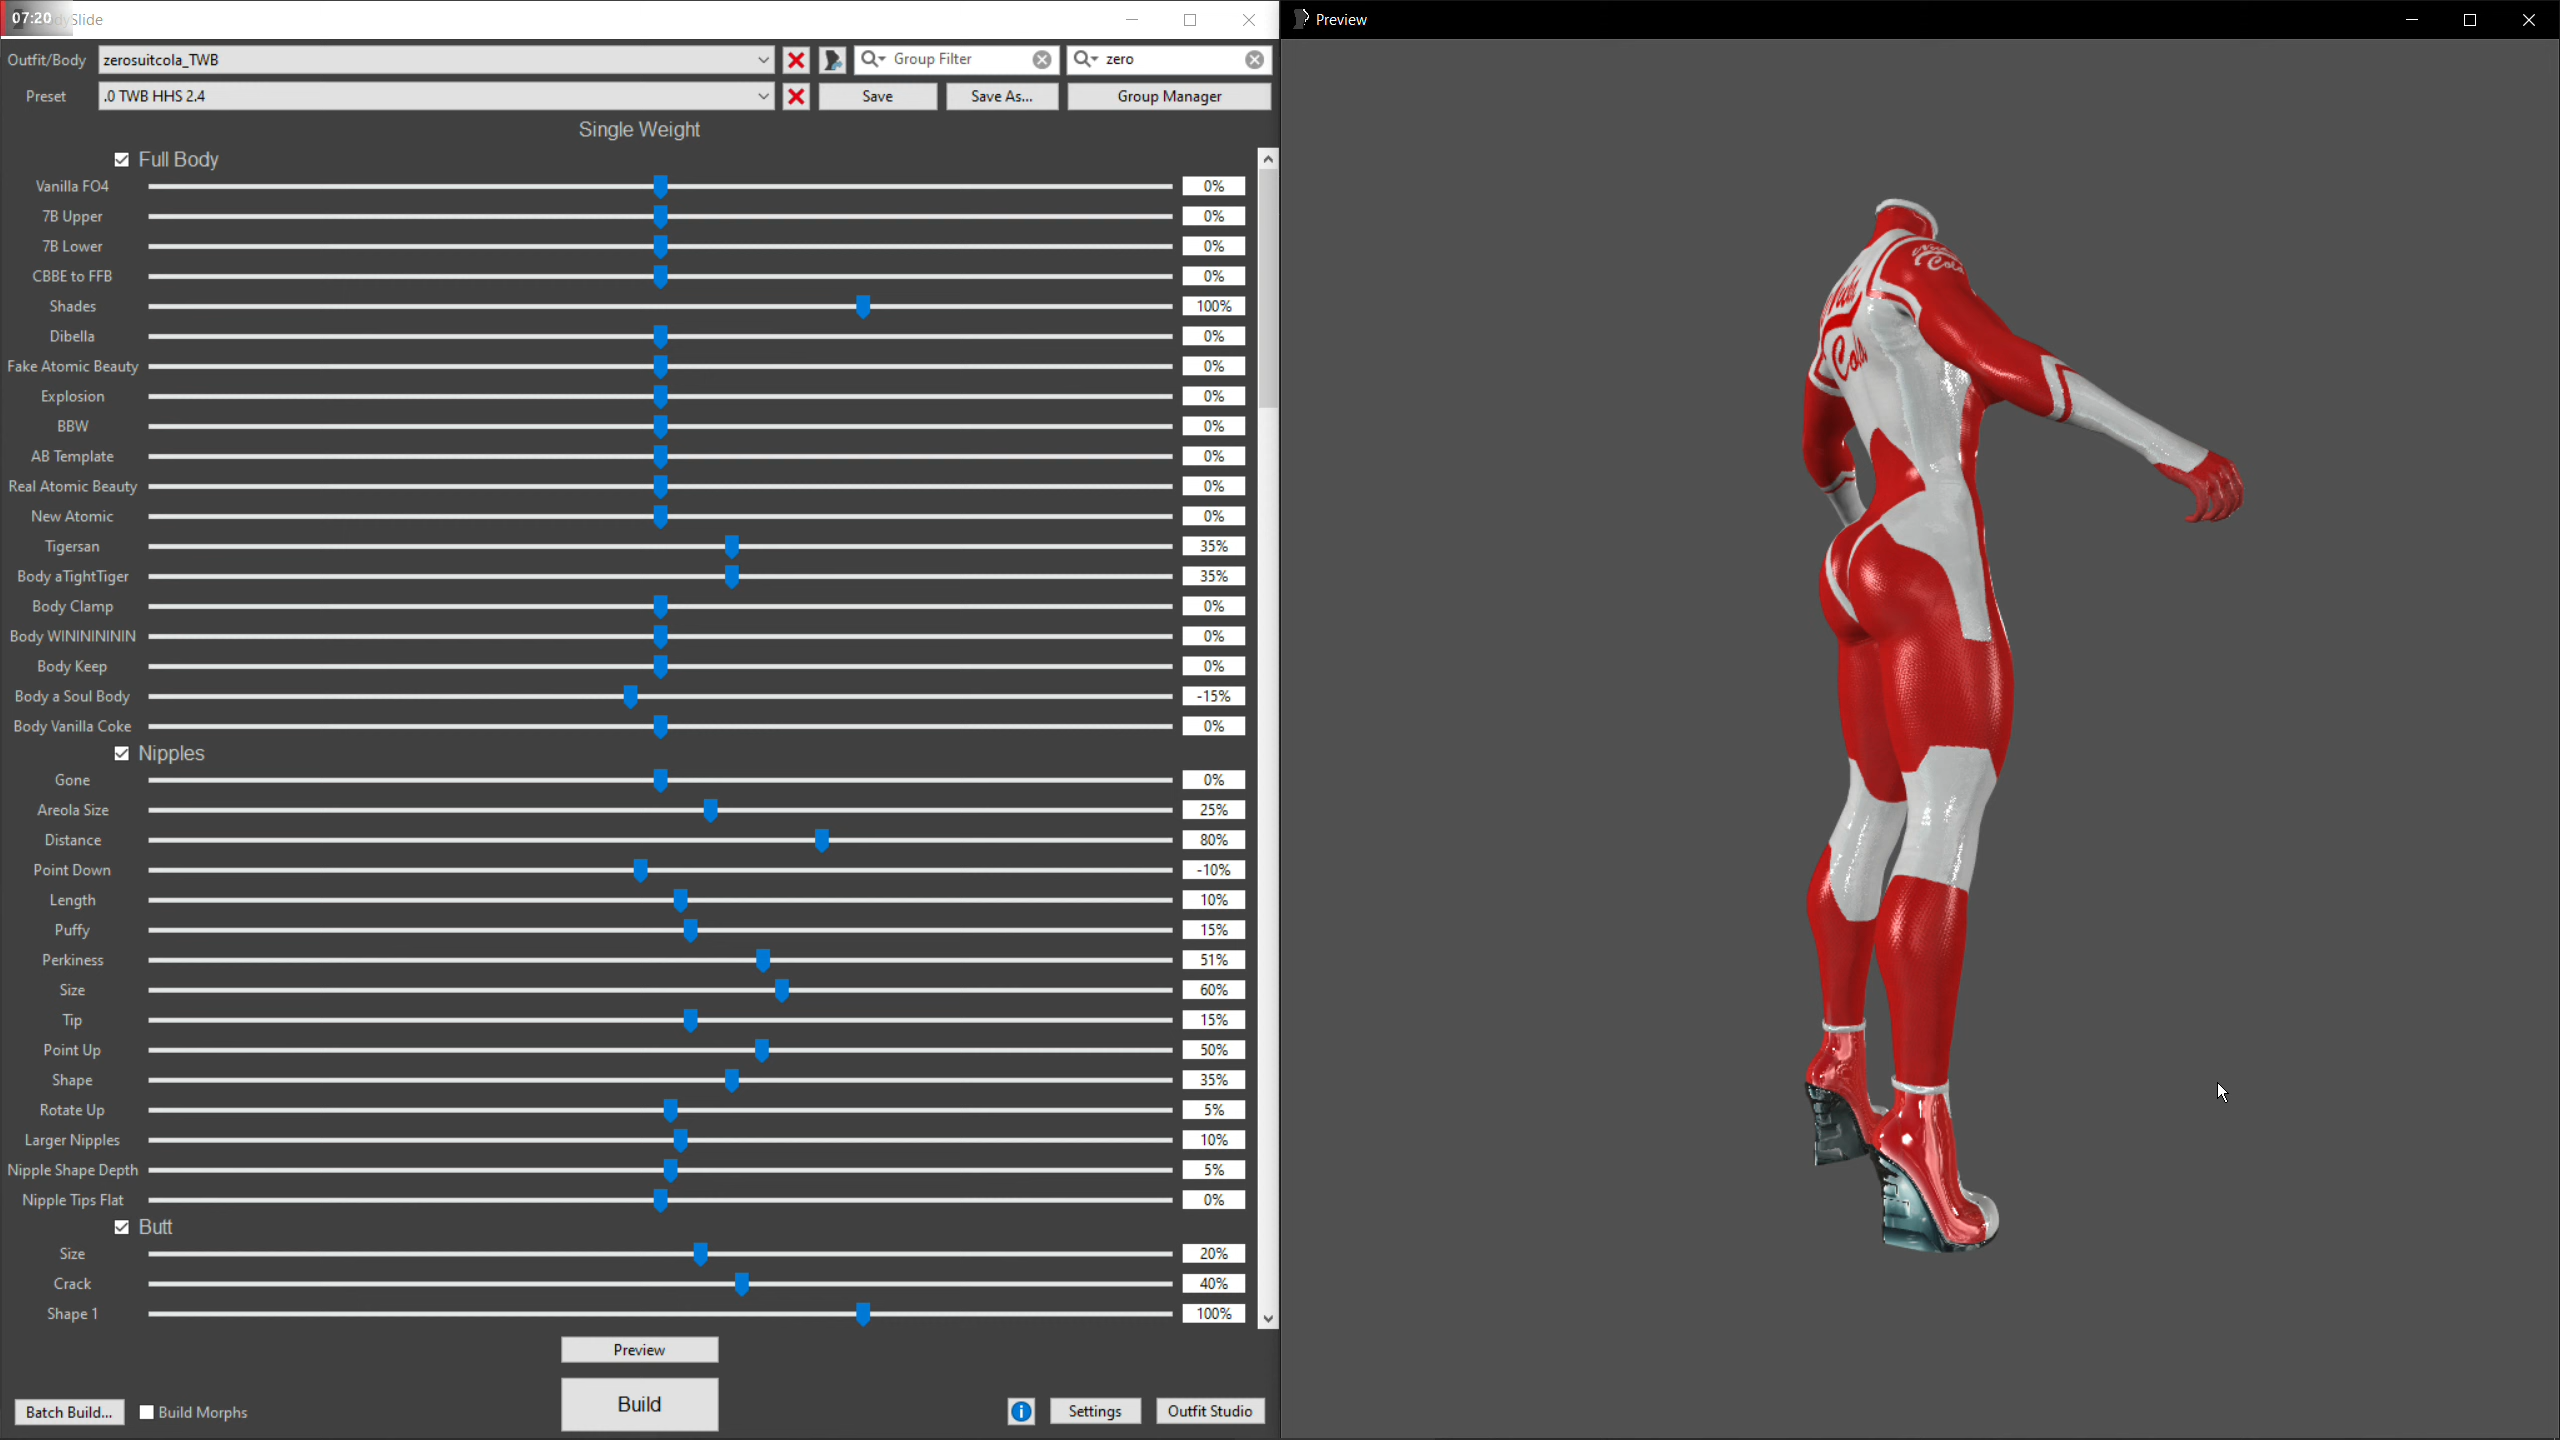 07:20
Slide
Preview
Outfit/Body
zerosuitcola_TWB
Group Filter
zero
Preset
.0 TWB HHS 2.4
Save
Save As...
Group Manager
Single Weight
Full Body
Vanilla FO4 0%
7B Upper 0%
7B Lower 0%
CBBE to FFB 0%
Shades 100%
Dibella 0%
Fake Atomic Beauty 0%
Explosion 0%
BBW 0%
AB Template 0%
Real Atomic Beauty 0%
New Atomic 0%
Tigersan 35%
Body aTightTiger 35%
Body Clamp 0%
Body WININININ 0%
Body Keep 0%
Body a Soul Body -15%
Body Vanilla Coke 0%
Nipples
Gone 0%
Areola Size 25%
Distance 80%
Point Down -10%
Length 10%
Puffy 15%
Perkiness 51%
Size 60%
Tip 15%
Point Up 50%
Shape 35%
Rotate Up 5%
Larger Nipples 10%
Nipple Shape Depth 5%
Nipple Tips Flat 0%
Butt
Size 20%
Crack 40%
Shape 1 100%
Preview
Build
Batch Build...
Build Morphs
Settings
Outfit Studio
Cola
Cola